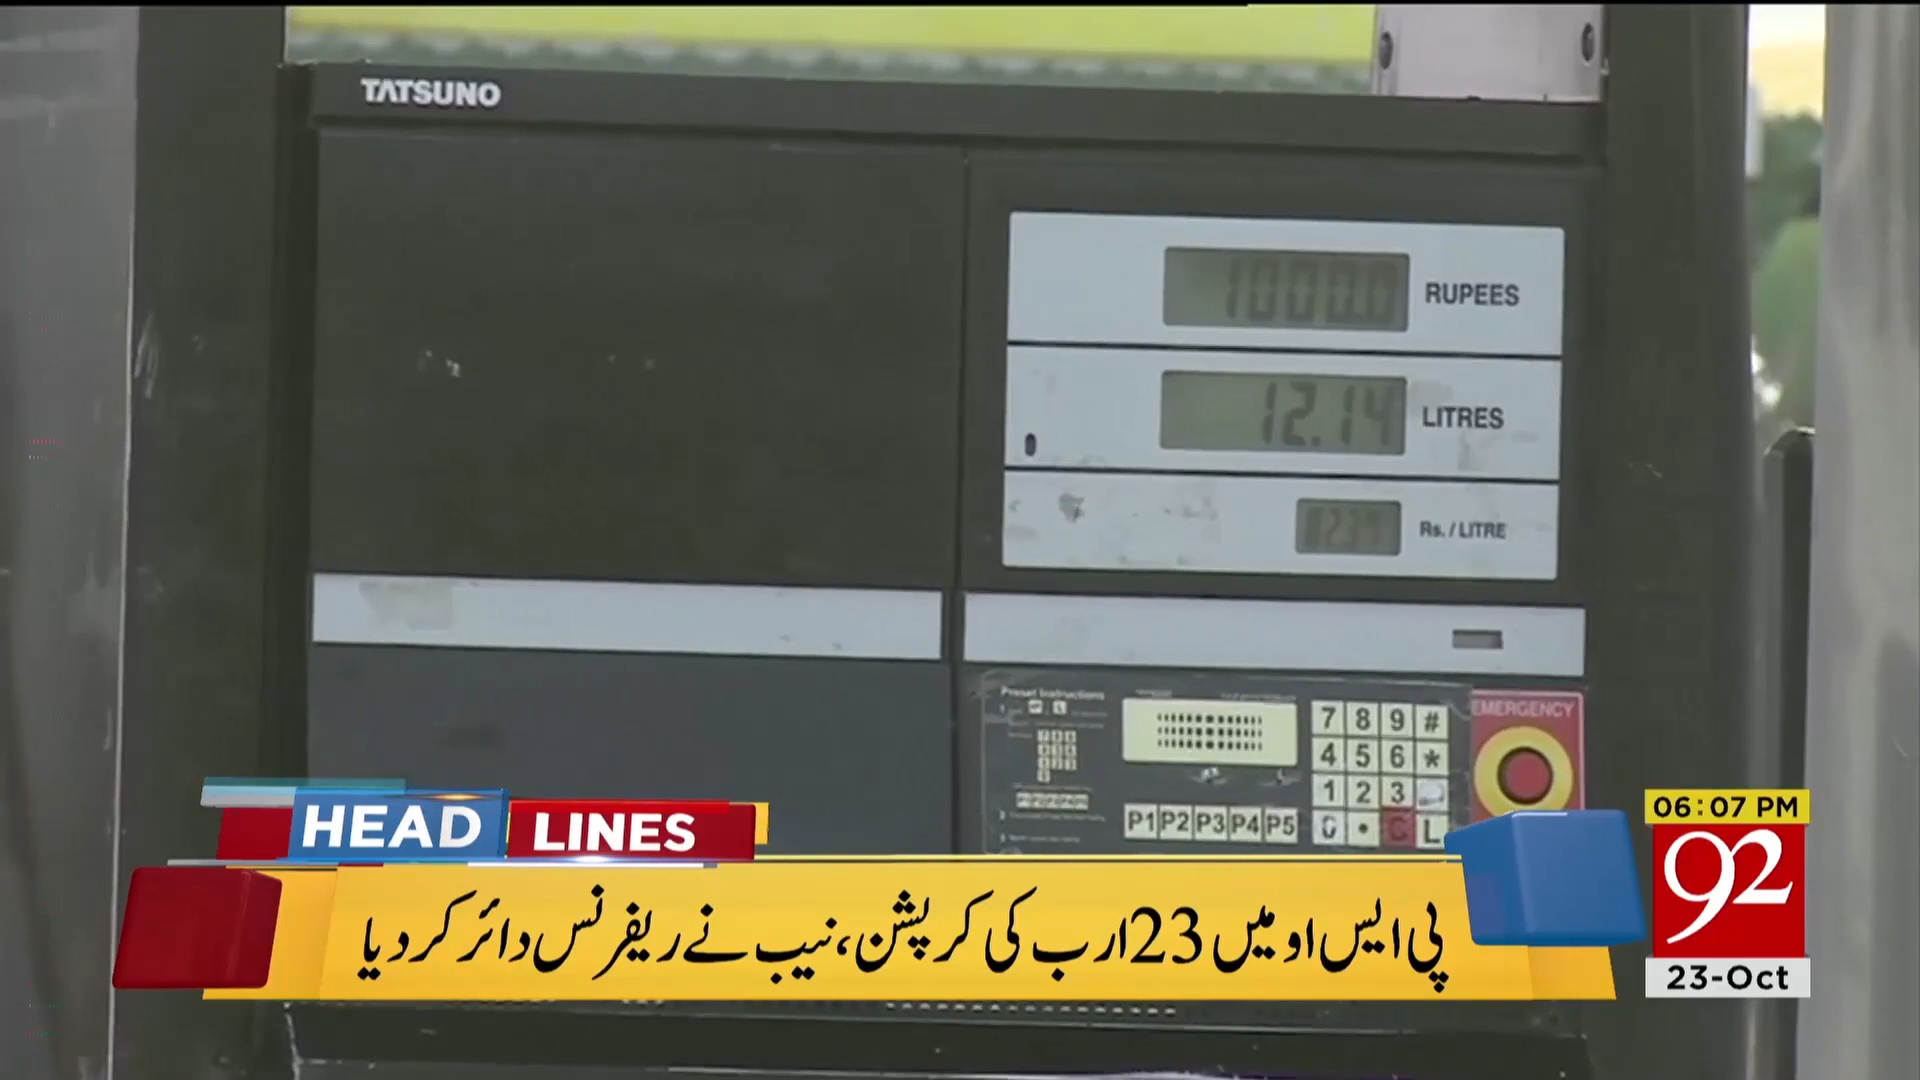 TATSUNO
1000.0 RUPEES
12.14 LITRES
Rs. / LITRE
Preset Instructions
7 8 9 #
EMERGENCY
4 5 6 *
1 2 3
P1 P2 P3 P4 P5
0 • C L
HEAD LINES
پی ایس او میں 23 ارب کی کرپشن، نیب نے ریفرنس دائر کر دیا
06:07 PM
92
23-Oct